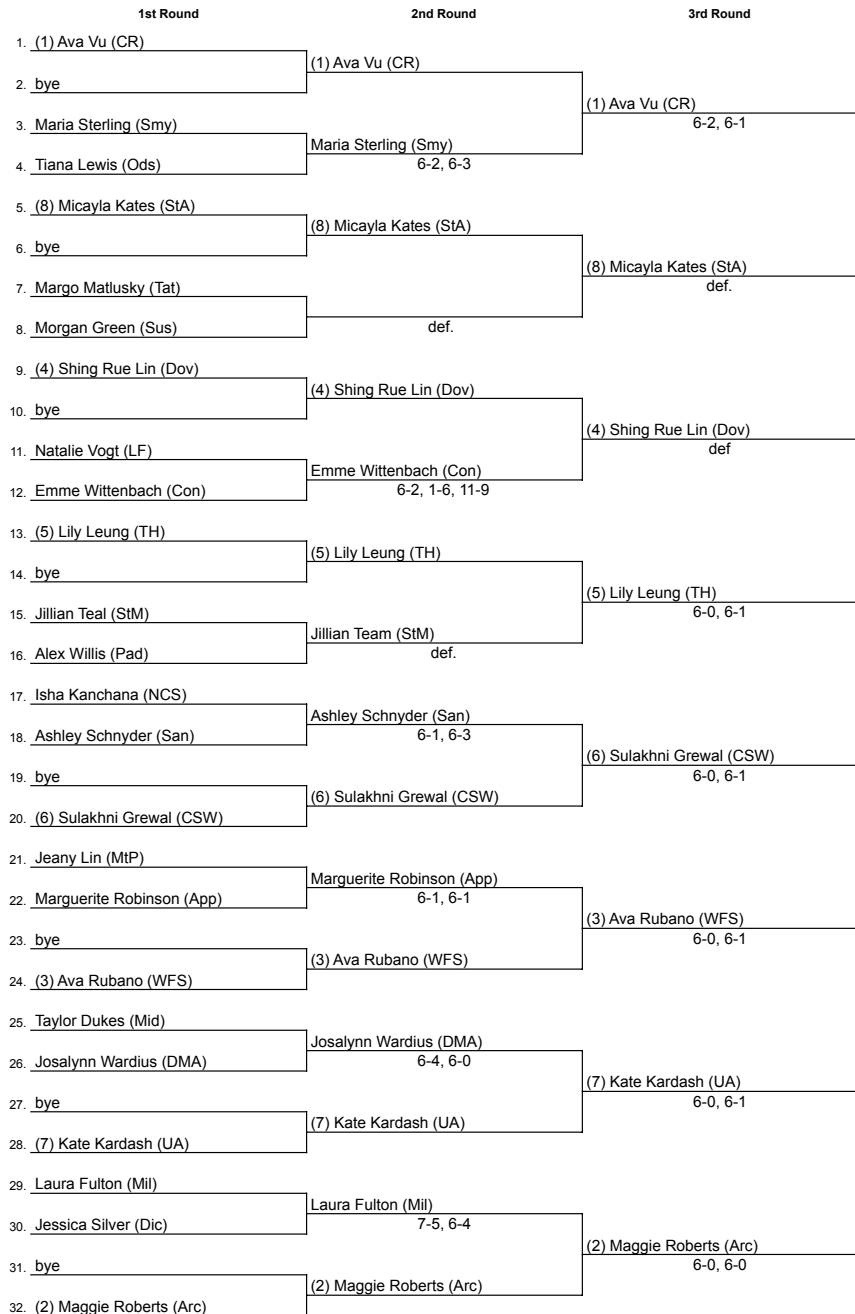 1st Round 2nd Round 3rd Round
1. (1) Ava Vu (CR)
(1) Ava Vu (CR)
2. bye
(1) Ava Vu (CR)
6-2, 6-1
3. Maria Sterling (Smy)
Maria Sterling (Smy)
6-2, 6-3
4. Tiana Lewis (Ods)
5. (8) Micayla Kates (StA)
(8) Micayla Kates (StA)
6. bye
(8) Micayla Kates (StA)
def.
7. Margo Matlusky (Tat)
def.
8. Morgan Green (Sus)
9. (4) Shing Rue Lin (Dov)
(4) Shing Rue Lin (Dov)
10. bye
(4) Shing Rue Lin (Dov)
def
11. Natalie Vogt (LF)
Emme Wittenbach (Con)
6-2, 1-6, 11-9
12. Emme Wittenbach (Con)
13. (5) Lily Leung (TH)
(5) Lily Leung (TH)
14. bye
(5) Lily Leung (TH)
6-0, 6-1
15. Jillian Teal (StM)
Jillian Team (StM)
def.
16. Alex Willis (Pad)
17. Isha Kanchana (NCS)
Ashley Schnyder (San)
6-1, 6-3
18. Ashley Schnyder (San)
(6) Sulakhni Grewal (CSW)
6-0, 6-1
19. bye
(6) Sulakhni Grewal (CSW)
20. (6) Sulakhni Grewal (CSW)
21. Jeany Lin (MtP)
Marguerite Robinson (App)
6-1, 6-1
22. Marguerite Robinson (App)
(3) Ava Rubano (WFS)
6-0, 6-1
23. bye
(3) Ava Rubano (WFS)
24. (3) Ava Rubano (WFS)
25. Taylor Dukes (Mid)
Josalynn Wardius (DMA)
6-4, 6-0
26. Josalynn Wardius (DMA)
(7) Kate Kardash (UA)
6-0, 6-1
27. bye
(7) Kate Kardash (UA)
28. (7) Kate Kardash (UA)
29. Laura Fulton (Mil)
Laura Fulton (Mil)
7-5, 6-4
30. Jessica Silver (Dic)
(2) Maggie Roberts (Arc)
6-0, 6-0
31. bye
(2) Maggie Roberts (Arc)
32. (2) Maggie Roberts (Arc)